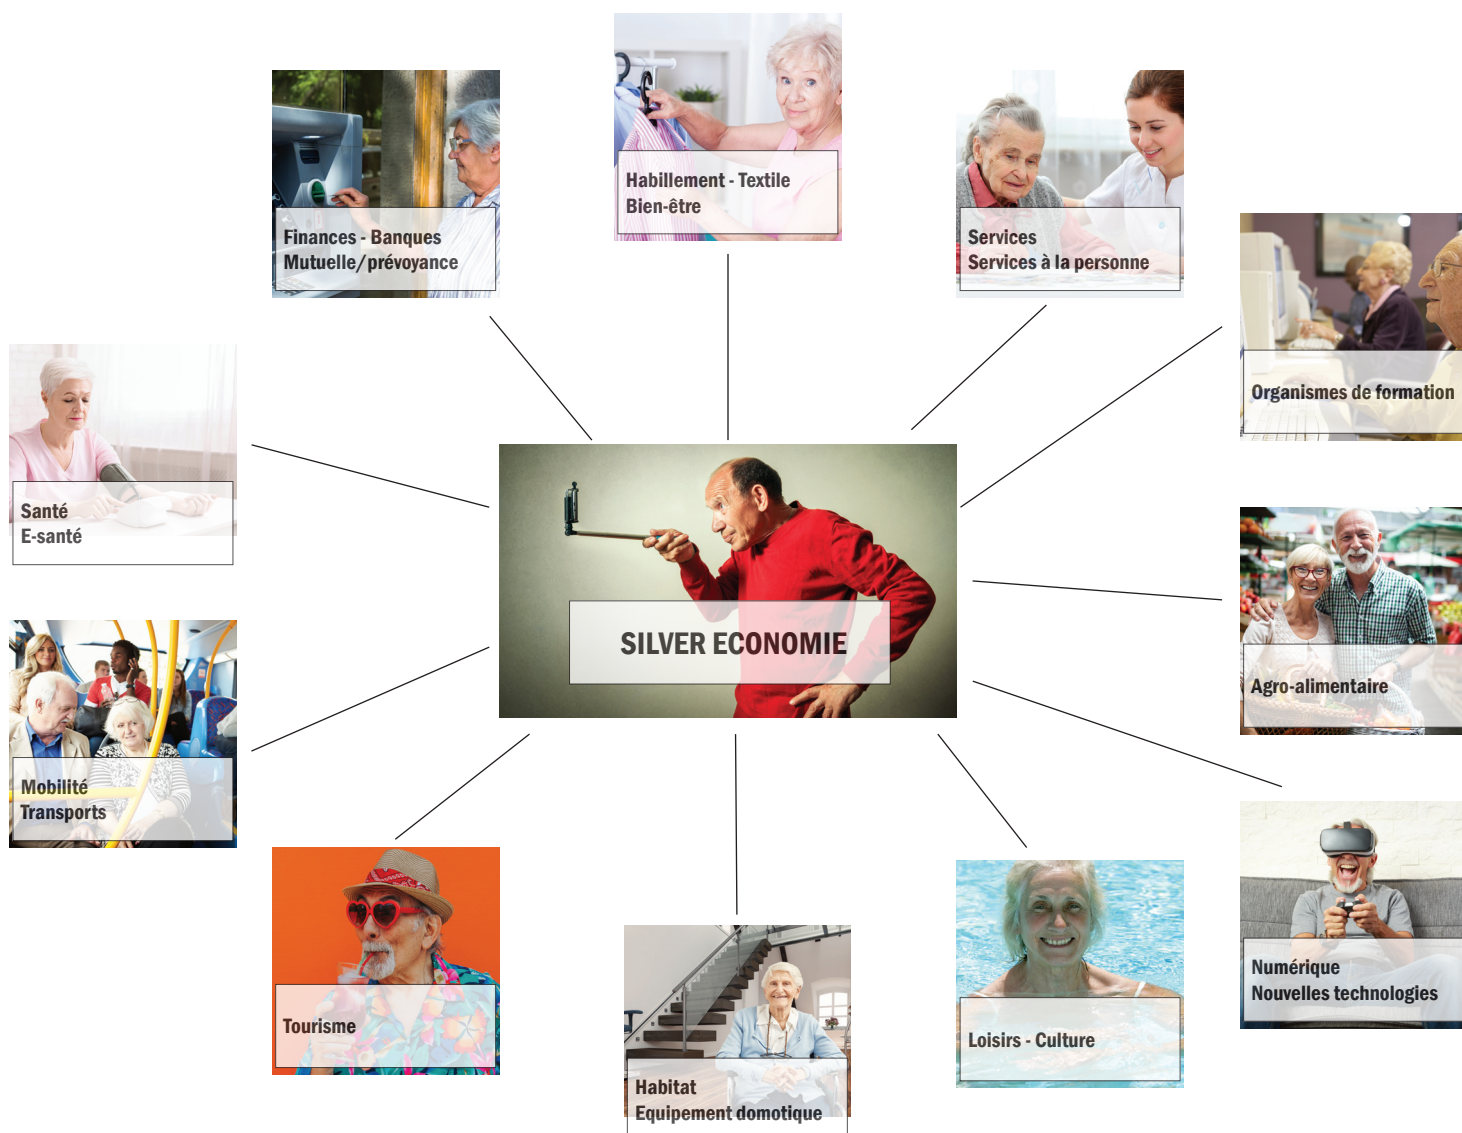 Habillement - Textile
Bien-être
Finances - Banques
Mutuelle/prévoyance
Services
Services à la personne
Organismes de formation
Santé
E-santé
SILVER ECONOMIE
Agro-alimentaire
Mobilité
Transports
Numérique
Nouvelles technologies
Tourisme
Loisirs - Culture
Habitat
Equipement domotique